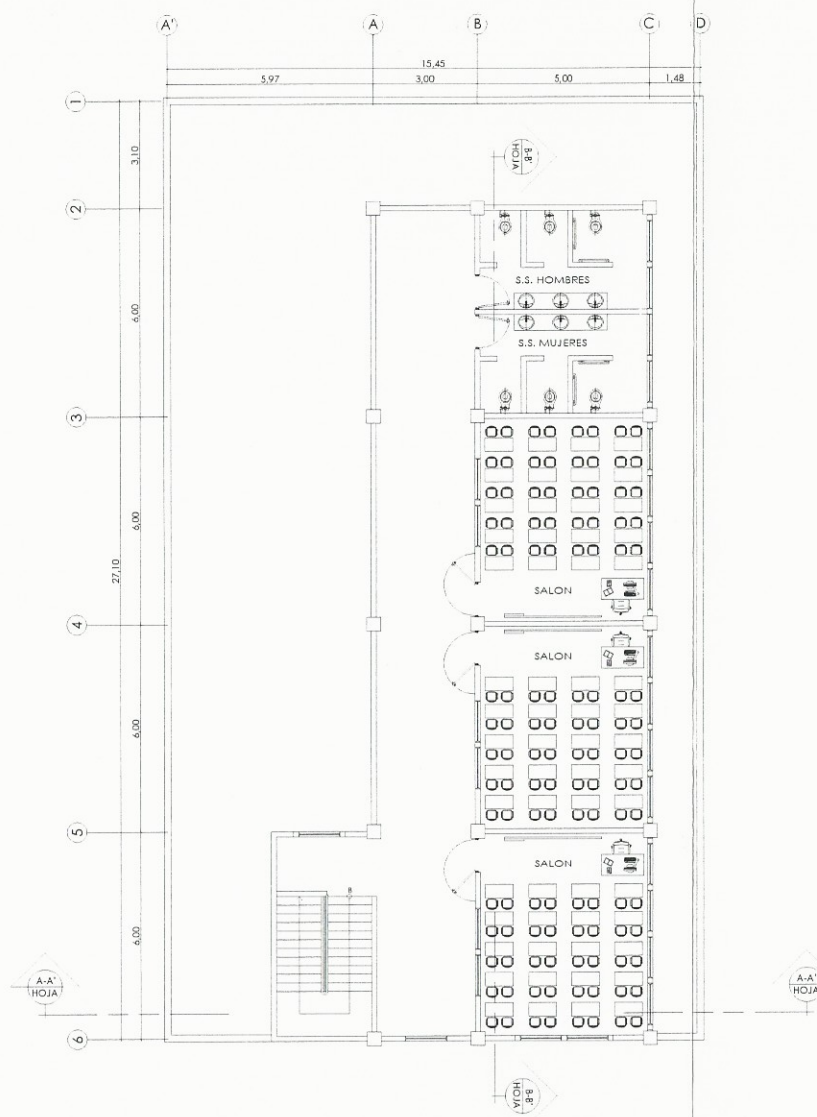 A'
A
B
C
D
15,45
5,97
3,00
5,00
1,48
1
3,10
B-B'
HOJA
2
S.S. HOMBRES
6,00
S.S. MUJERES
3
6,00
27,10
SALON
4
SALON
6,00
5
SALON
6,00
A-A'
HOJA
A-A'
HOJA
6
B-B'
HOJA